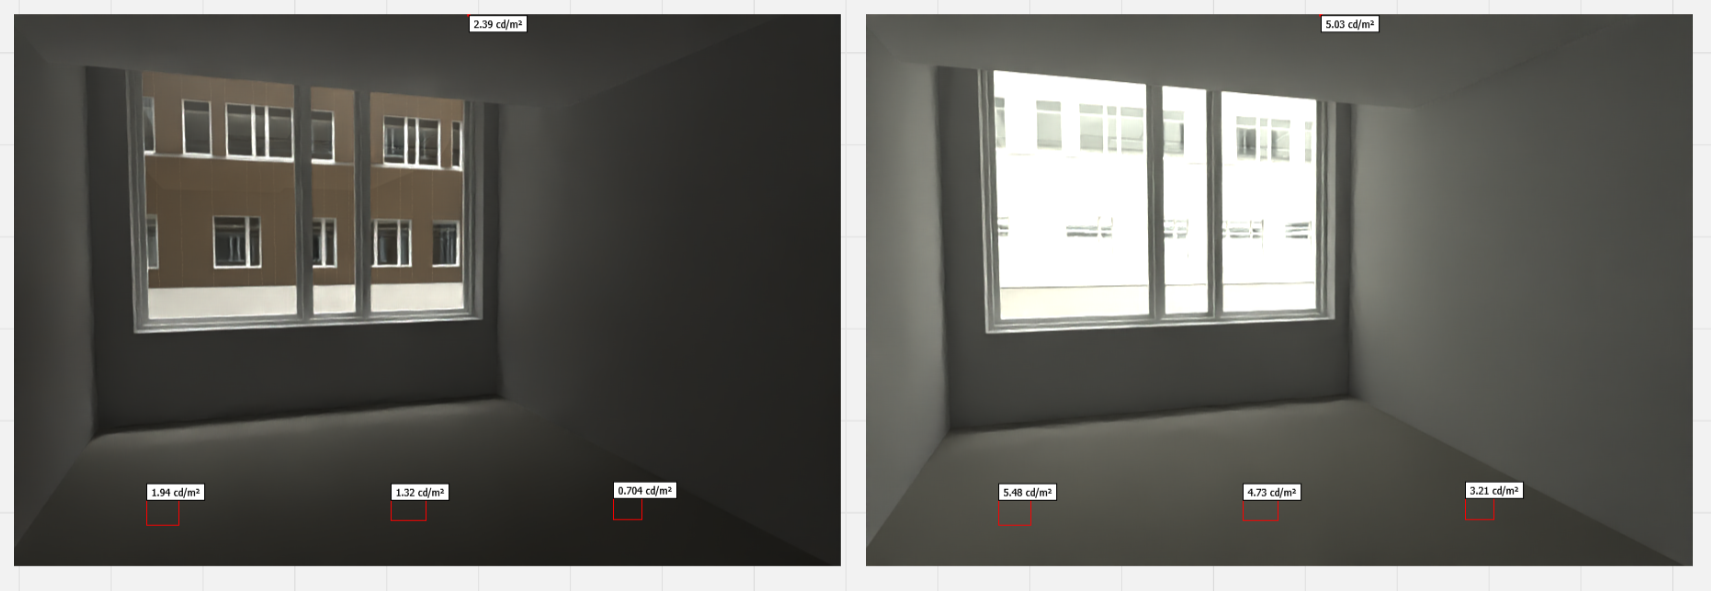 2.39 cd/m²
5.03 cd/m²
1.94 cd/m²
1.32 cd/m²
0.704 cd/m²
5.48 cd/m²
4.73 cd/m²
3.21 cd/m²